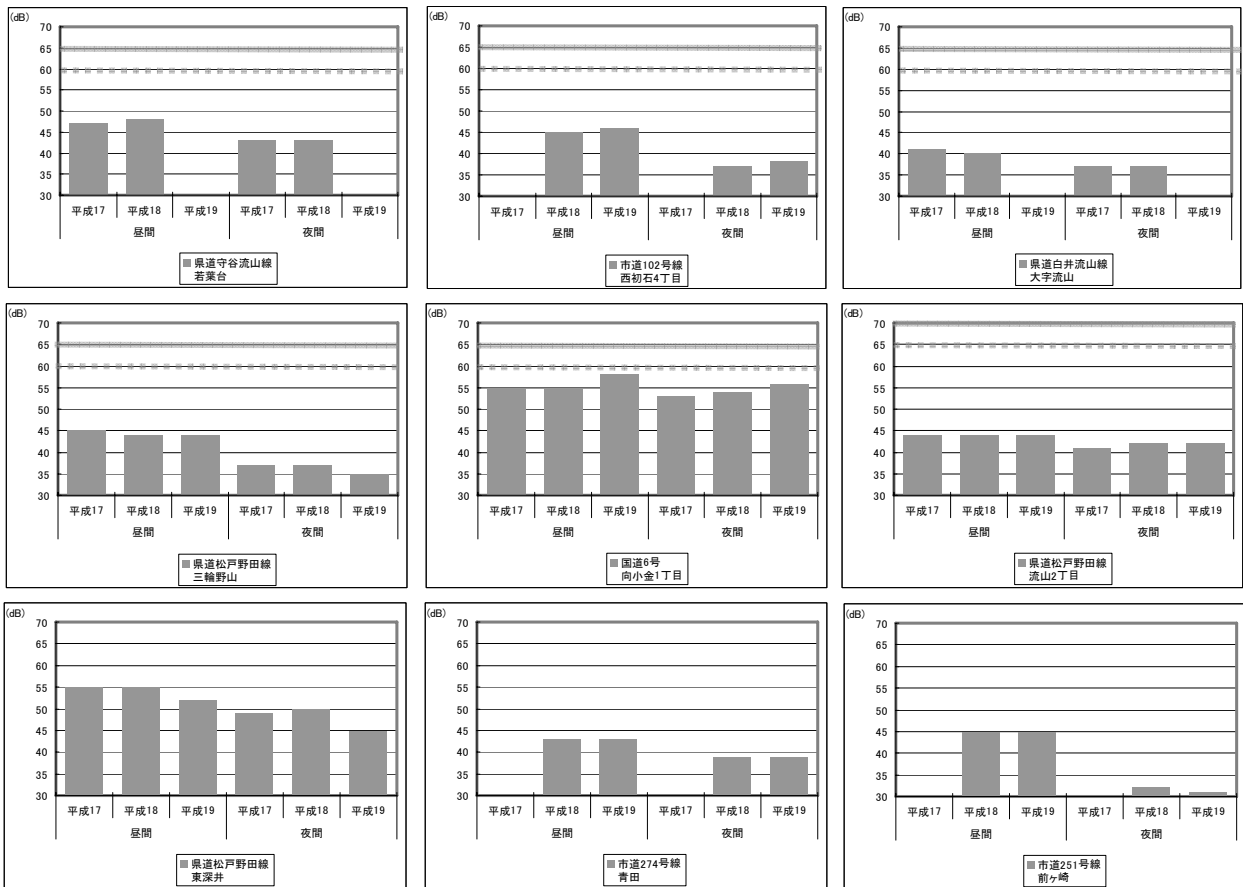 (dB)
70
65
60
55
50
45
40
35
30
平成17 平成18 平成19 平成17 平成18 平成19
昼間 夜間
県道守谷流山線
若葉台
(dB)
70
65
60
55
50
45
40
35
30
平成17 平成18 平成19 平成17 平成18 平成19
昼間 夜間
市道102号線
西初石4丁目
(dB)
70
65
60
55
50
45
40
35
30
平成17 平成18 平成19 平成17 平成18 平成19
昼間 夜間
県道白井流山線
大字流山
(dB)
70
65
60
55
50
45
40
35
30
平成17 平成18 平成19 平成17 平成18 平成19
昼間 夜間
県道松戸野田線
三輪野山
(dB)
70
65
60
55
50
45
40
35
30
平成17 平成18 平成19 平成17 平成18 平成19
昼間 夜間
国道6号
向小金1丁目
(dB)
70
65
60
55
50
45
40
35
30
平成17 平成18 平成19 平成17 平成18 平成19
昼間 夜間
県道松戸野田線
流山2丁目
(dB)
70
65
60
55
50
45
40
35
30
平成17 平成18 平成19 平成17 平成18 平成19
昼間 夜間
県道松戸野田線
東深井
(dB)
70
65
60
55
50
45
40
35
30
平成17 平成18 平成19 平成17 平成18 平成19
昼間 夜間
市道274号線
青田
(dB)
70
65
60
55
50
45
40
35
30
平成17 平成18 平成19 平成17 平成18 平成19
昼間 夜間
市道251号線
前ヶ崎